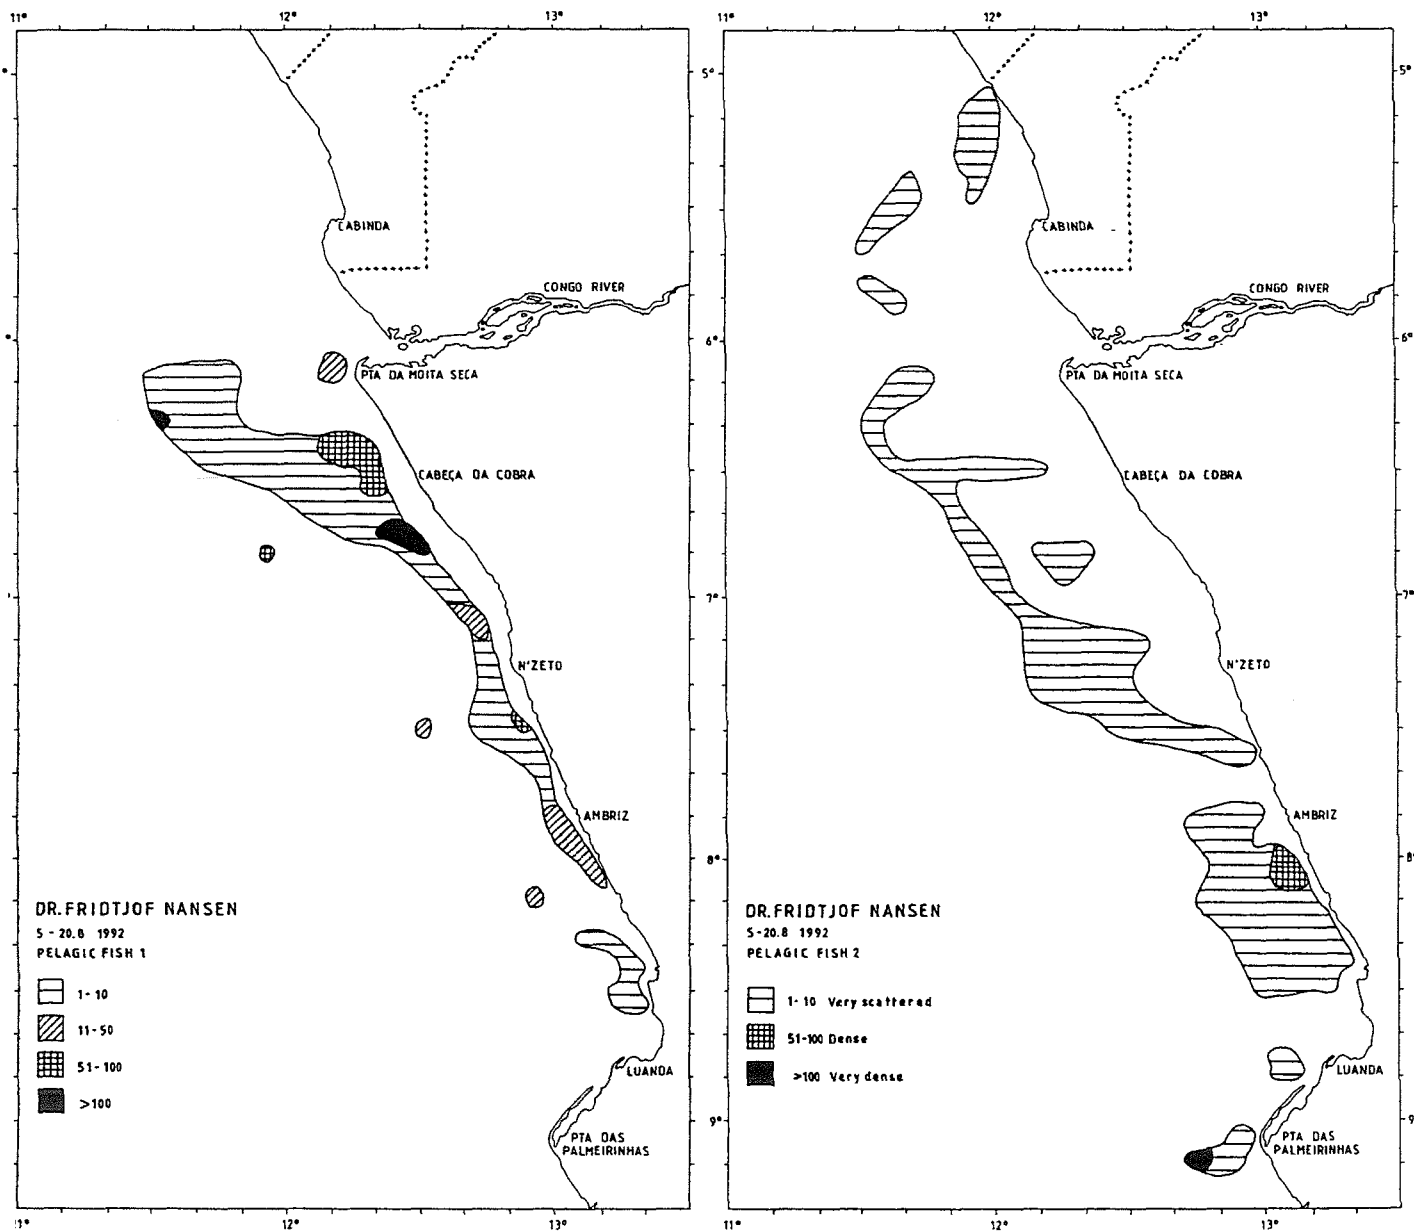 11°
12°
13°
5°
CABINDA
CONGO RIVER
PTA DA MOITA SECA
CABEÇA DA COBRA
7°
N'ZETO
AMBRIZ
8°
DR. FRIDTJOF NANSEN
5-20.8 1992
PELAGIC FISH 1
1-10
11-50
51-100
>100
LUANDA
9°
PTA DAS
PALMEIRINHAS
12°
13°
11°
12°
13°
5°
CABINDA
CONGO RIVER
6°
PTA DA MOITA SECA
CABEÇA DA COBRA
7°
N'ZETO
AMBRIZ
8°
DR. FRIDTJOF NANSEN
5-20.8 1992
PELAGIC FISH 2
1-10 Very scattered
51-100 Dense
>100 Very dense
LUANDA
9°
PTA DAS
PALMEIRINHAS
11°
12°
13°